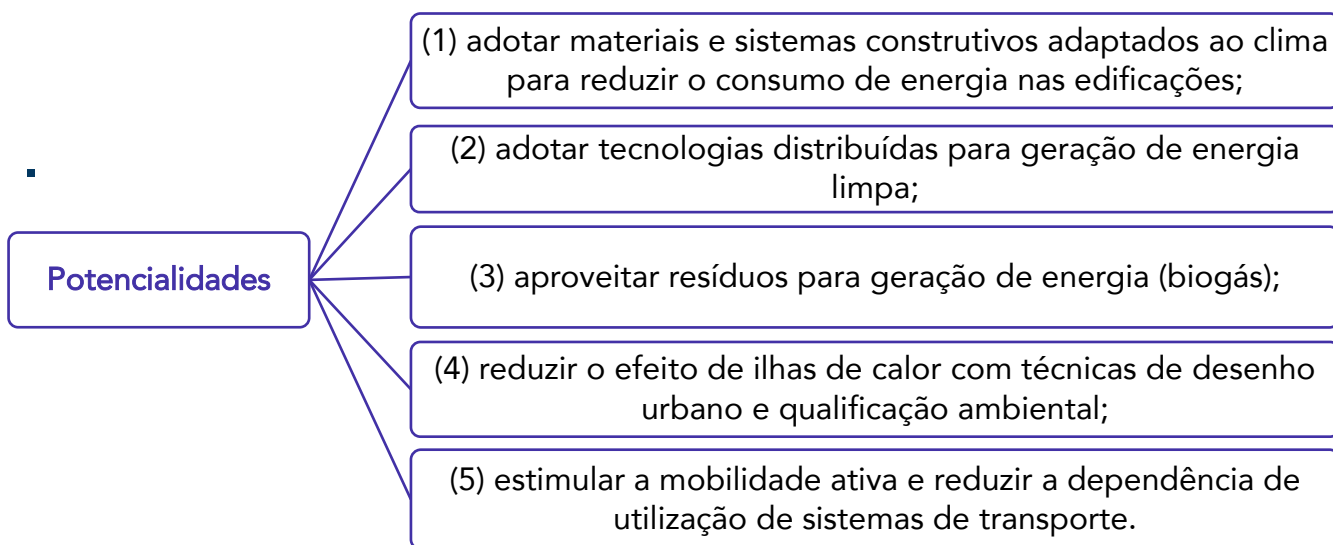 (1) adotar materiais e sistemas construtivos adaptados ao clima
para reduzir o consumo de energia nas edificações;
(2) adotar tecnologias distribuídas para geração de energia
limpa;
Potencialidades
(3) aproveitar resíduos para geração de energia (biogás);
(4) reduzir o efeito de ilhas de calor com técnicas de desenho
urbano e qualificação ambiental;
(5) estimular a mobilidade ativa e reduzir a dependência de
utilização de sistemas de transporte.